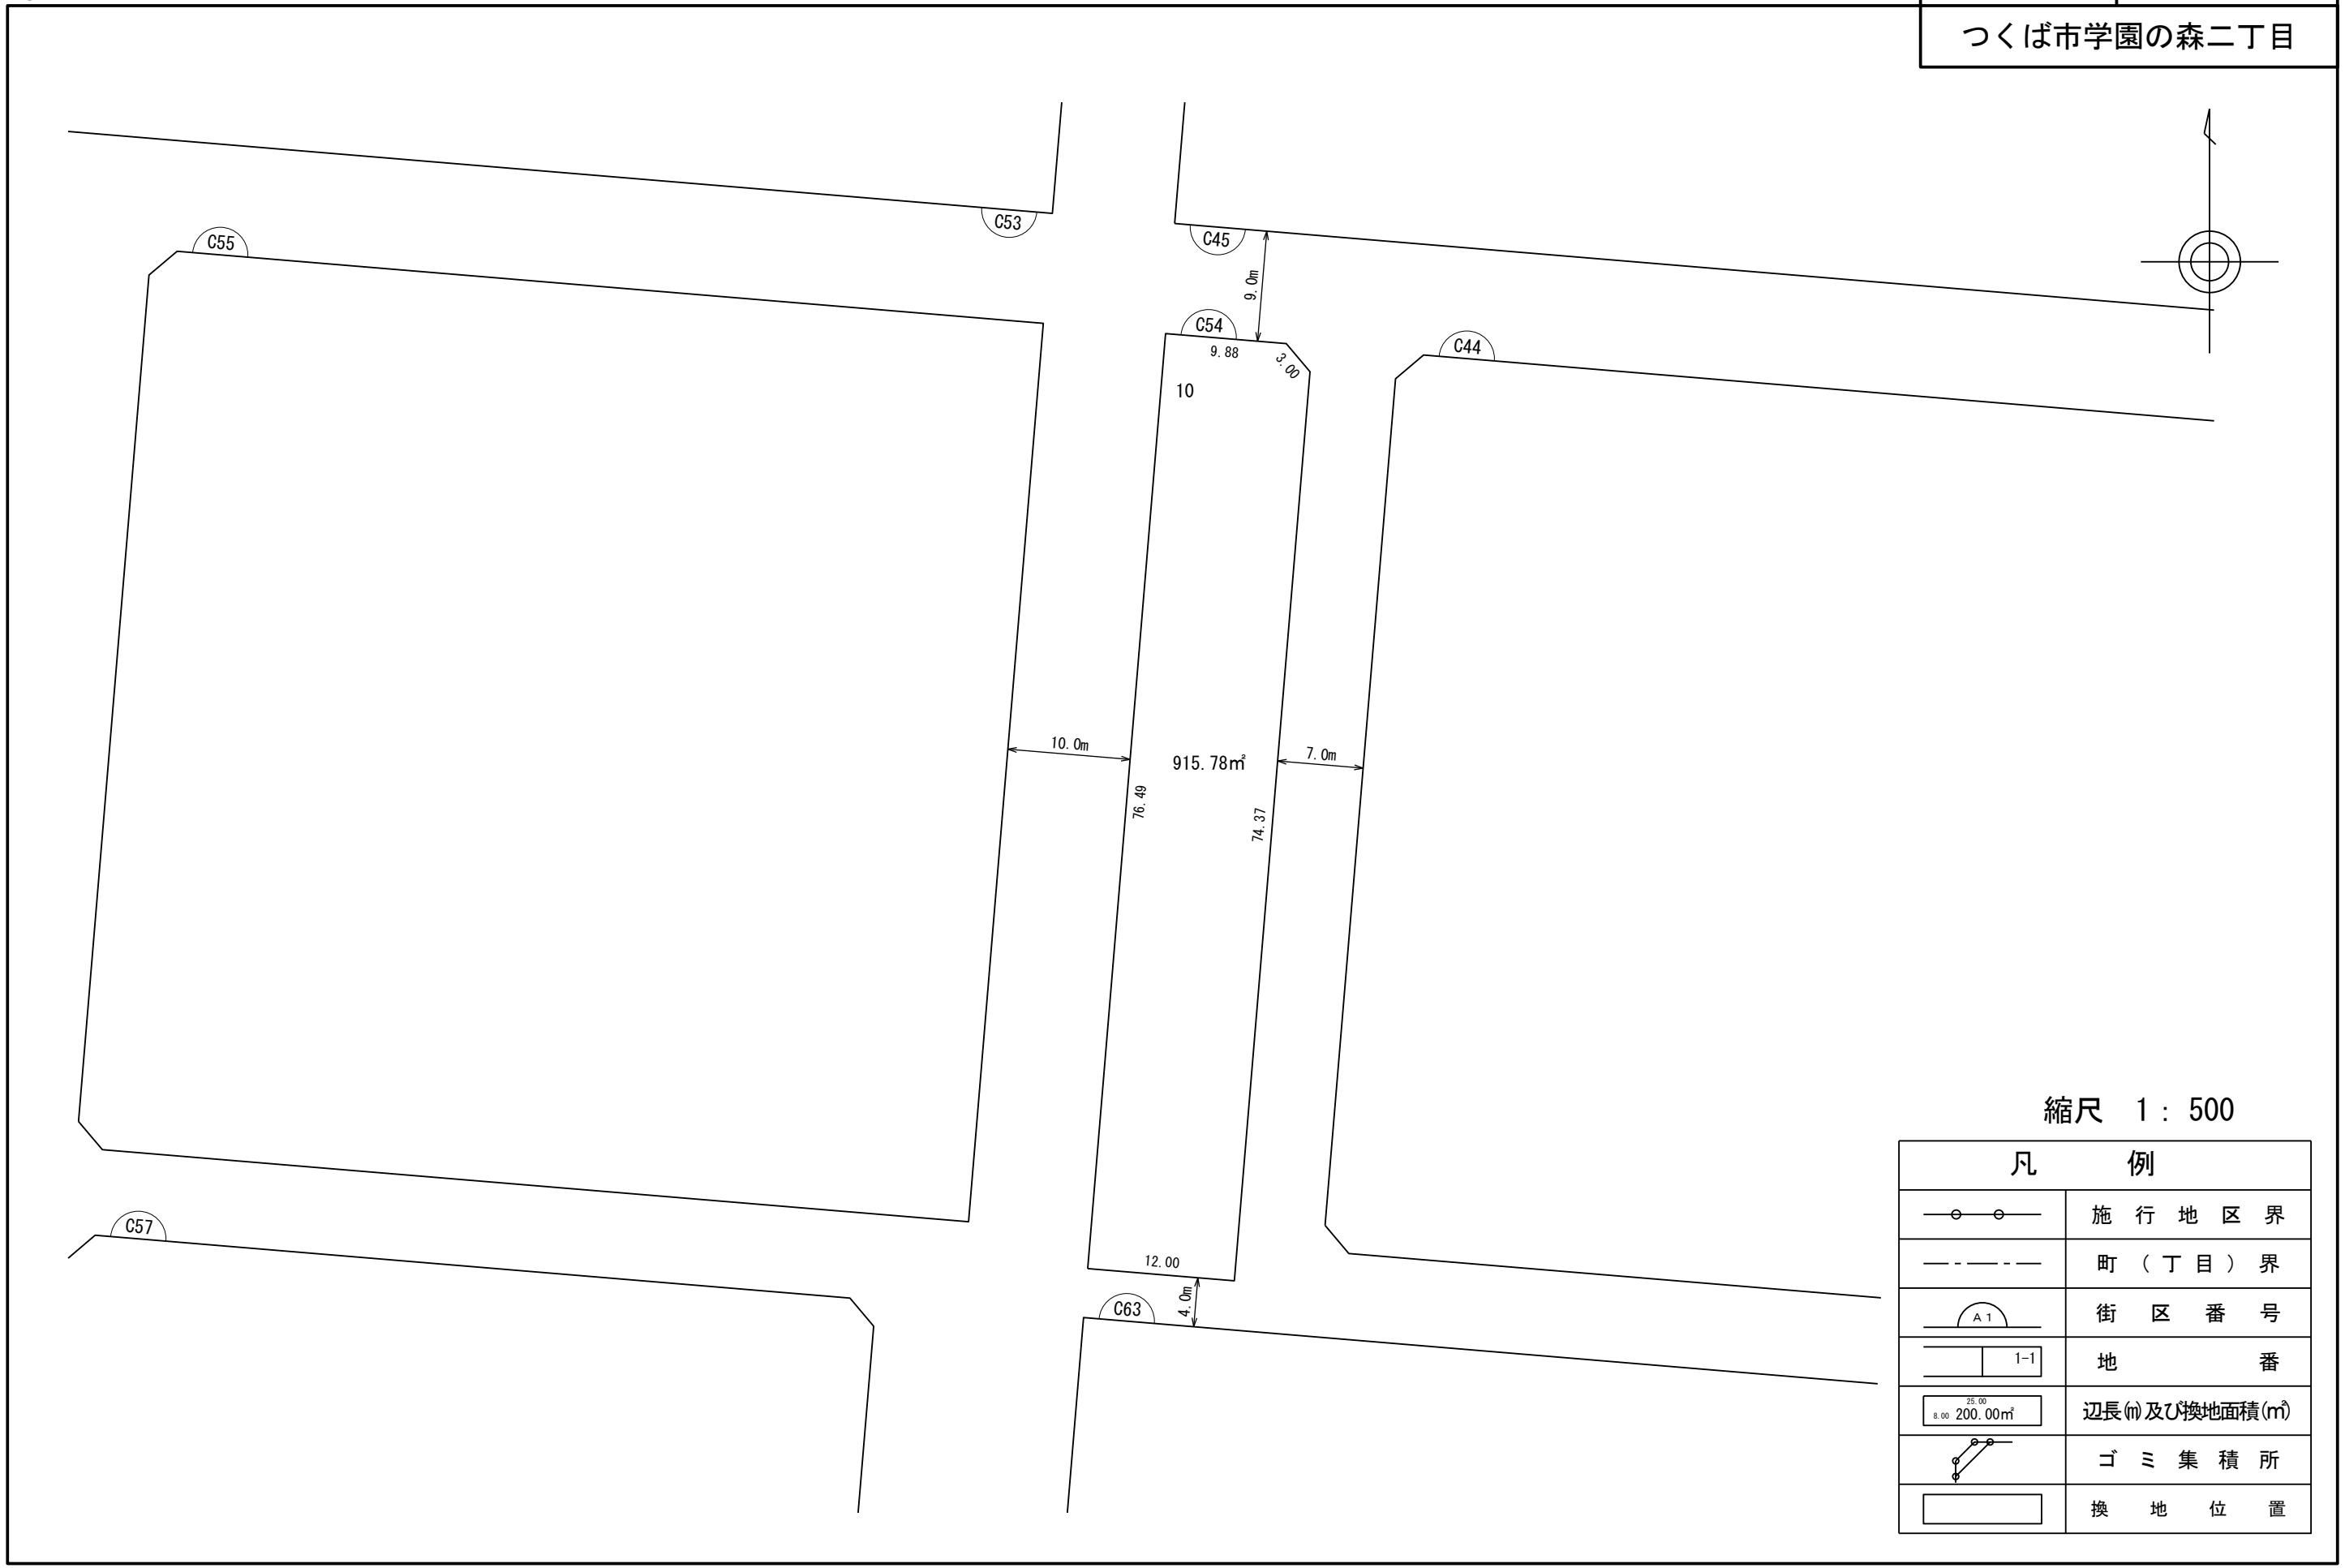 つくば市学園の森二丁目
C53
C55
C45
9.0m
C54
9.88
3.00
C44
10
10.0m
7.0m
915.78㎡
76.49
74.37
縮尺 1：500
凡例
施行地区界
町（丁目）界
A1 街区番号
1-1 地番
25.00
8.00 200.00㎡ 辺長(m)及び換地面積(㎡)
ゴミ集積所
換地位置
C57
12.00
4.0m
C63